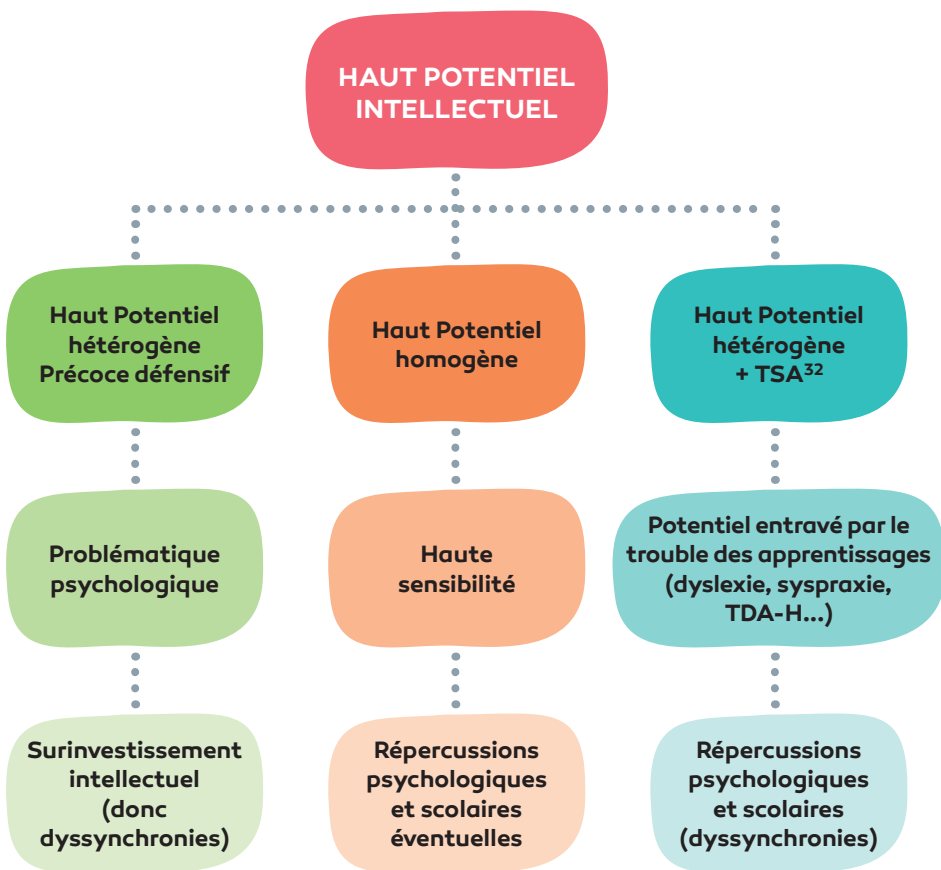 HAUT POTENTIEL
INTELLECTUEL
Haut Potentiel
hétérogène
Précoce défensif
Haut Potentiel
homogène
Haut Potentiel
hétérogène
+ TSA³²
Problématique
psychologique
Haute
sensibilité
Potentiel entravé par le
trouble des apprentissages
(dyslexie, syspraxie,
TDA-H...)
Surinvestissement
intellectuel
(donc
dyssynchronies)
Répercussions
psychologiques
et scolaires
éventuelles
Répercussions
psychologiques
et scolaires
(dyssynchronies)